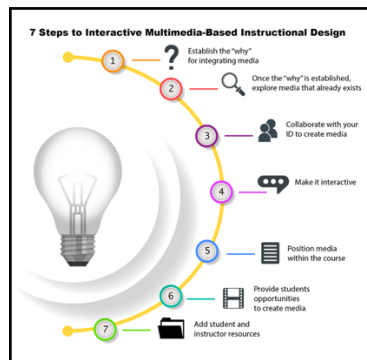 7 Steps to Interactive Multimedia-Based Instructional Design
1
Establish the "why"
for integrating media
2
Once the "why" is established,
explore media that already exists
3
Collaborate with your
ID to create media
4
Make it interactive
5
Position media
within the course
6
Provide students
opportunities
to create media
7
Add student and
instructor resources